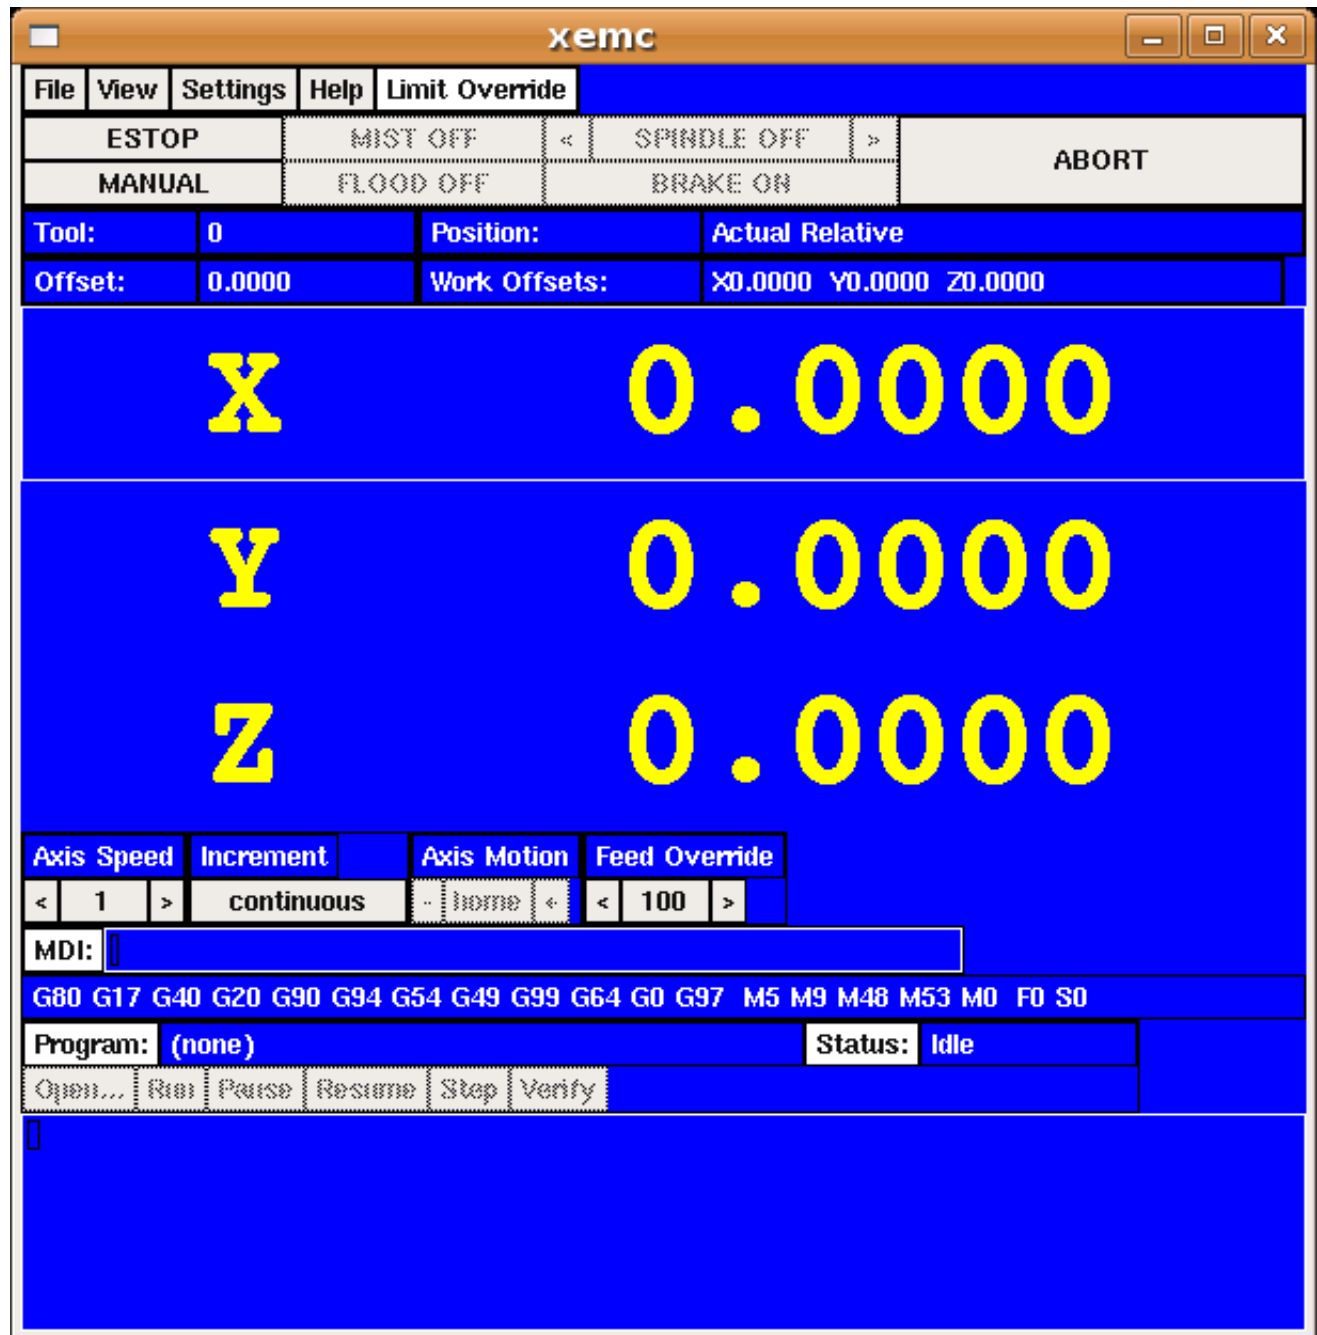 xemc
File View Settings Help Limit Override
ESTOP MIST OFF < SPINDLE OFF > ABORT
MANUAL FLOOD OFF BRAKE ON
Tool: 0 Position: Actual Relative
Offset: 0.0000 Work Offsets: X0.0000 Y0.0000 Z0.0000
X 0.0000
Y 0.0000
Z 0.0000
Axis Speed Increment Axis Motion Feed Override
< 1 > continuous - home + < 100 >
MDI:
G80 G17 G40 G20 G90 G94 G54 G49 G99 G64 G0 G97 M5 M9 M48 M53 M0 F0 S0
Program: (none) Status: Idle
Open... Run Pause Resume Step Verify